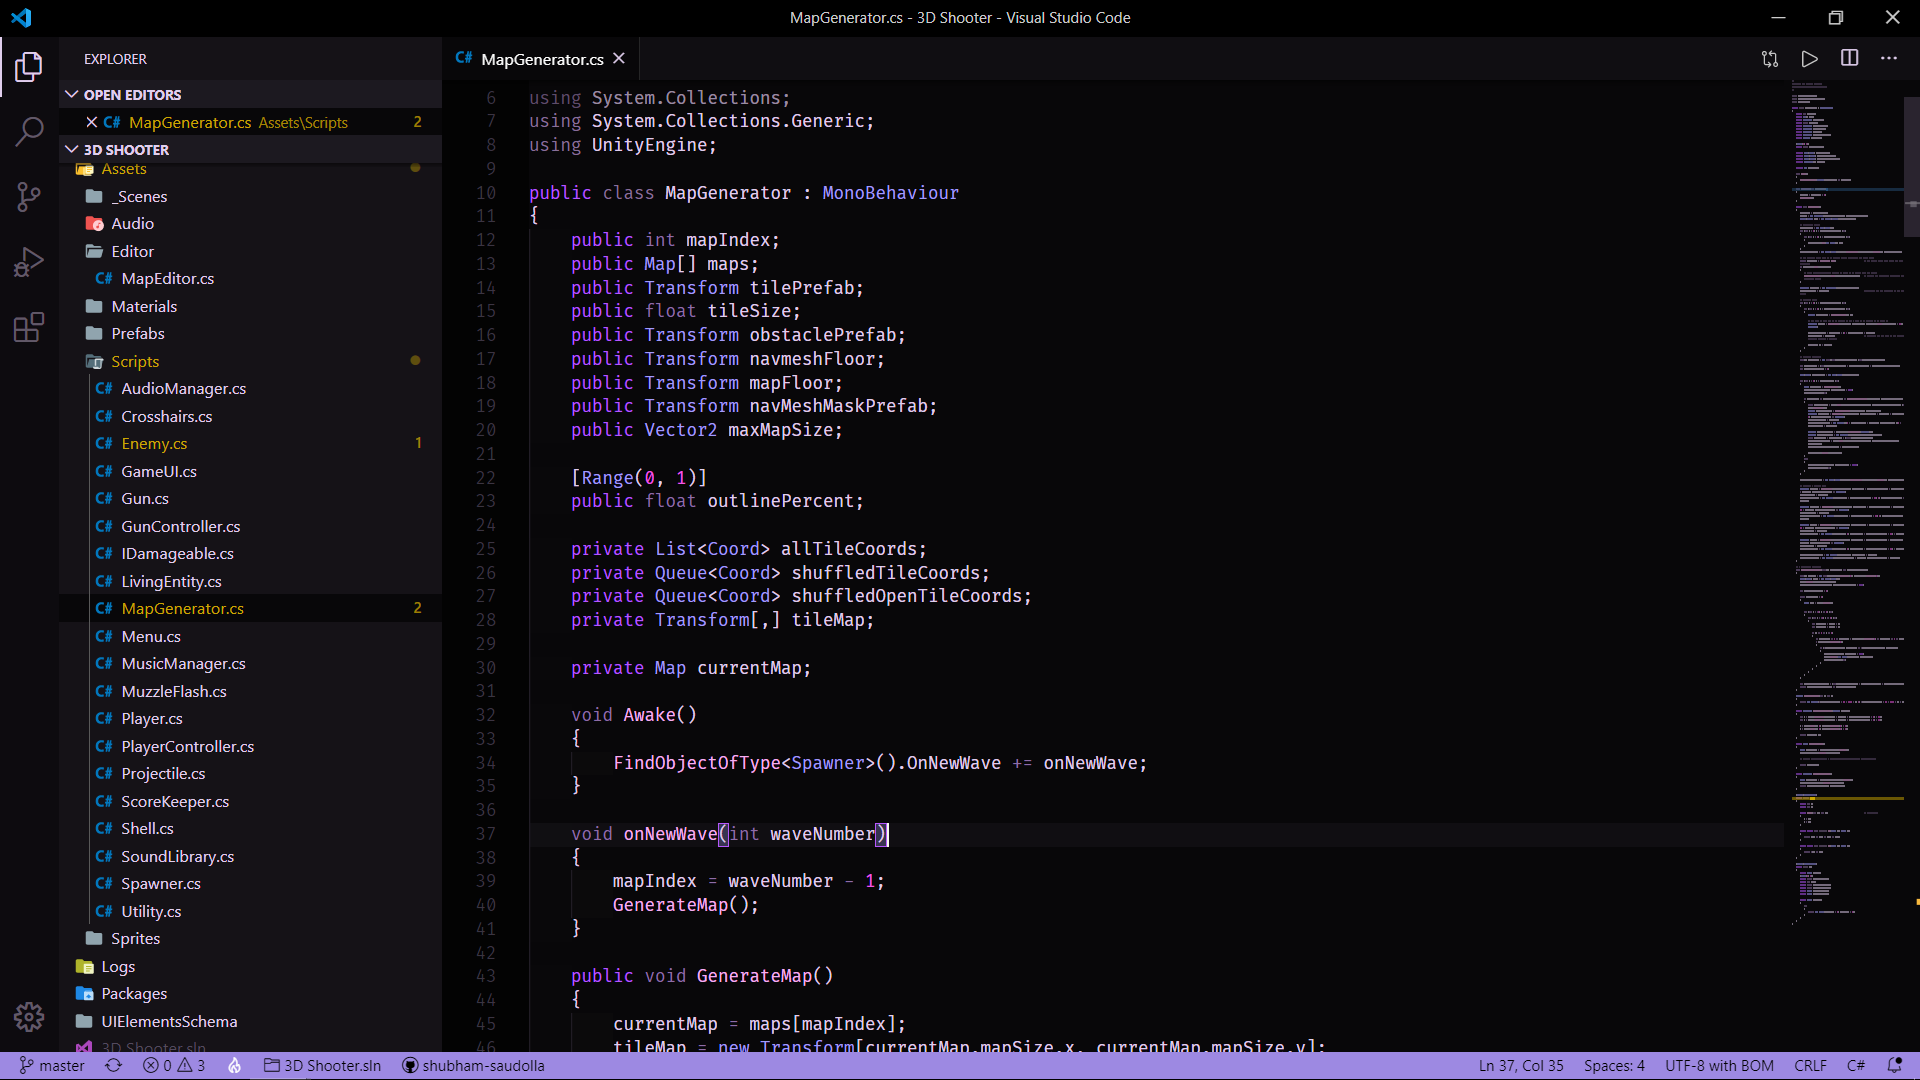 MapGenerator.cs - 3D Shooter - Visual Studio Code
EXPLORER
OPEN EDITORS
C# MapGenerator.cs Assets\Scripts 2
3D SHOOTER
Assets
_Scenes
Audio
Editor
C# MapEditor.cs
Materials
Prefabs
Scripts
C# AudioManager.cs
C# Crosshairs.cs
C# Enemy.cs 1
C# GameUI.cs
C# Gun.cs
C# GunController.cs
C# IDamageable.cs
C# LivingEntity.cs
C# MapGenerator.cs 2
C# Menu.cs
C# MusicManager.cs
C# MuzzleFlash.cs
C# Player.cs
C# PlayerController.cs
C# Projectile.cs
C# ScoreKeeper.cs
C# Shell.cs
C# SoundLibrary.cs
C# Spawner.cs
C# Utility.cs
Sprites
Logs
Packages
UIElementsSchema
3D Shooter.sln
C# MapGenerator.cs
6 using System.Collections;
7 using System.Collections.Generic;
8 using UnityEngine;
9
10 public class MapGenerator : MonoBehaviour
11 {
12 public int mapIndex;
13 public Map[] maps;
14 public Transform tilePrefab;
15 public float tileSize;
16 public Transform obstaclePrefab;
17 public Transform navmeshFloor;
18 public Transform mapFloor;
19 public Transform navMeshMaskPrefab;
20 public Vector2 maxMapSize;
21
22 [Range(0, 1)]
23 public float outlinePercent;
24
25 private List<Coord> allTileCoords;
26 private Queue<Coord> shuffledTileCoords;
27 private Queue<Coord> shuffledOpenTileCoords;
28 private Transform[,] tileMap;
29
30 private Map currentMap;
31
32 void Awake()
33 {
34 FindObjectOfType<Spawner>().OnNewWave += onNewWave;
35 }
36
37 void onNewWave(int waveNumber)
38 {
39 mapIndex = waveNumber - 1;
40 GenerateMap();
41 }
42
43 public void GenerateMap()
44 {
45 currentMap = maps[mapIndex];
46 tileMap = new Transform[currentMap.mapSize.x, currentMap.mapSize.y];
master 0 3 3D Shooter.sln shubham-saudolla Ln 37, Col 35 Spaces: 4 UTF-8 with BOM CRLF C#